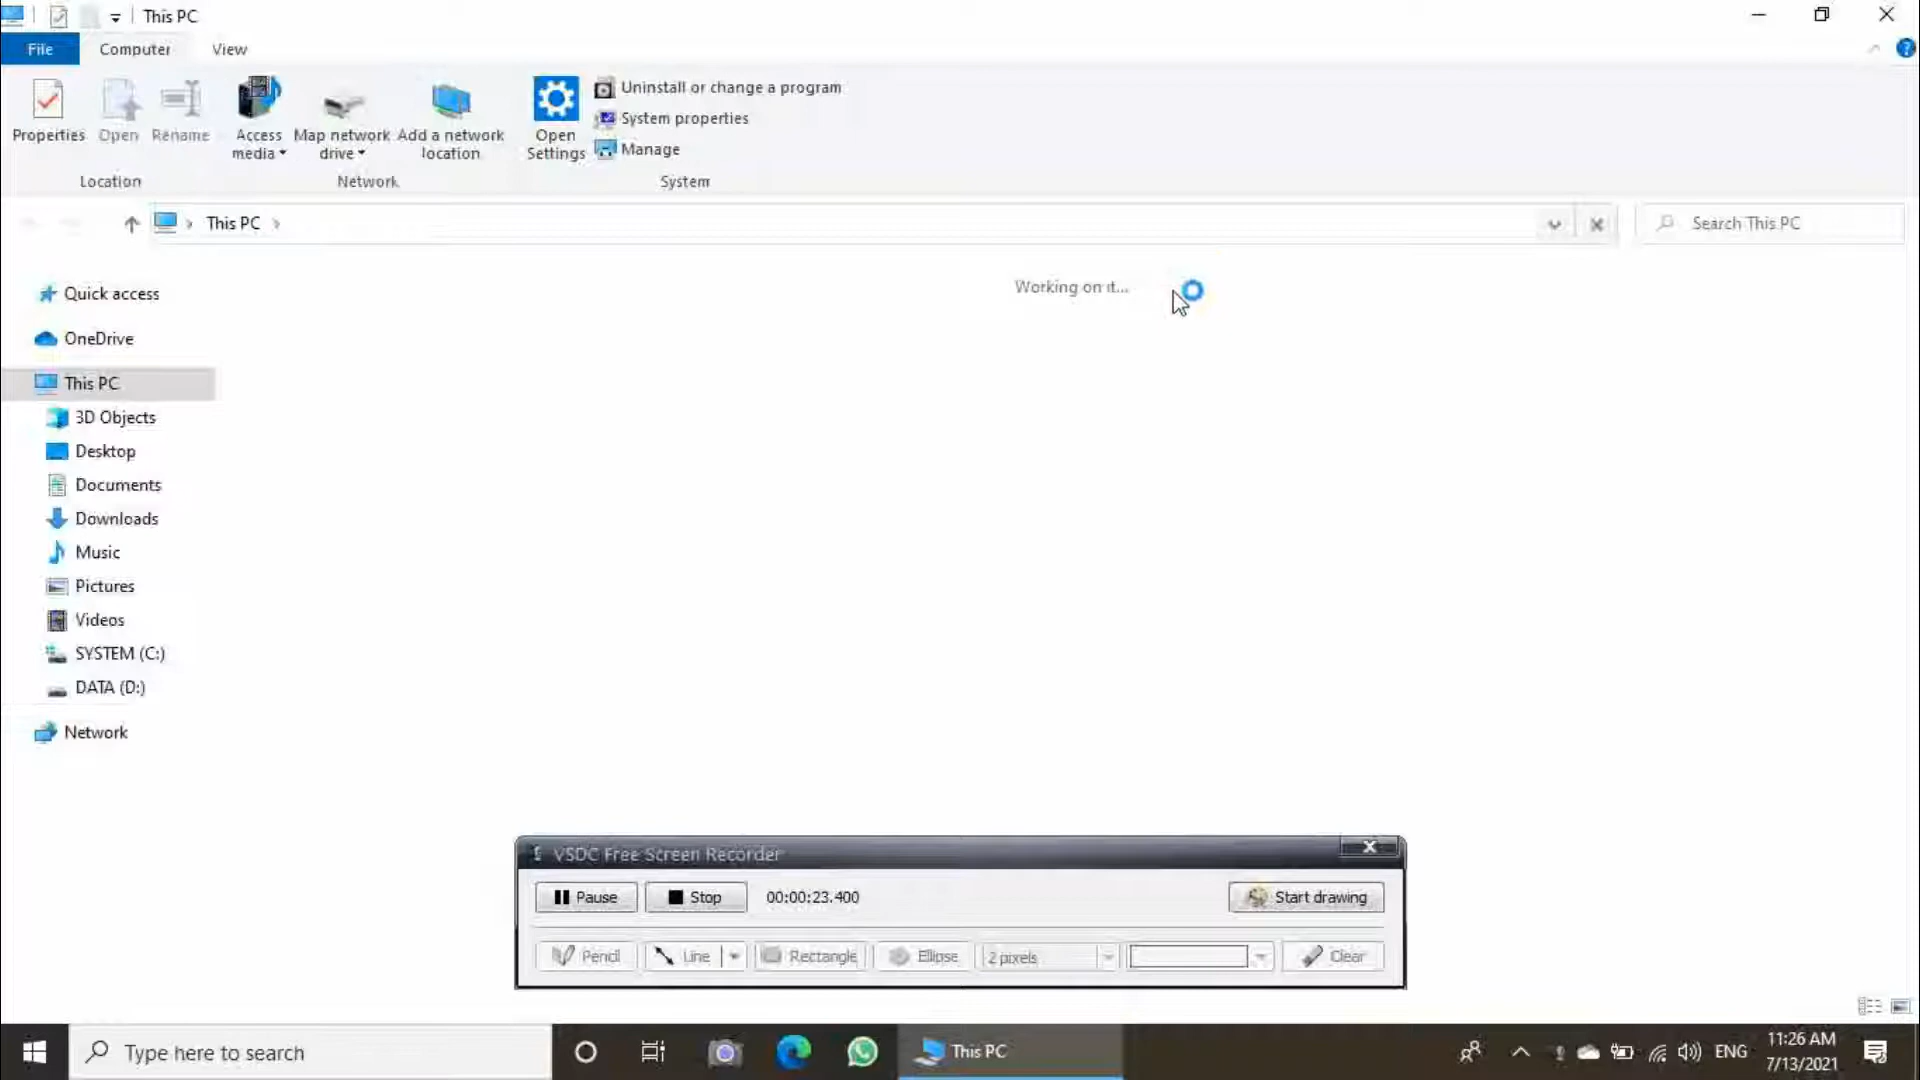 This PC
File Computer View
Properties Open Rename Access media Map network drive Add a network location Open Settings Uninstall or change a program
System properties
Manage
Location Network System
This PC Search This PC
Working on it...
Quick access
OneDrive
This PC
3D Objects
Desktop
Documents
Downloads
Music
Pictures
Videos
SYSTEM (C:)
DATA (D:)
Network
VSDC Free Screen Recorder
Pause Stop 00:00:23.400 Start drawing
Pencil Line Rectangle Ellipse 2 pixels Clear
Type here to search This PC ENG 11:26 AM
7/13/2021